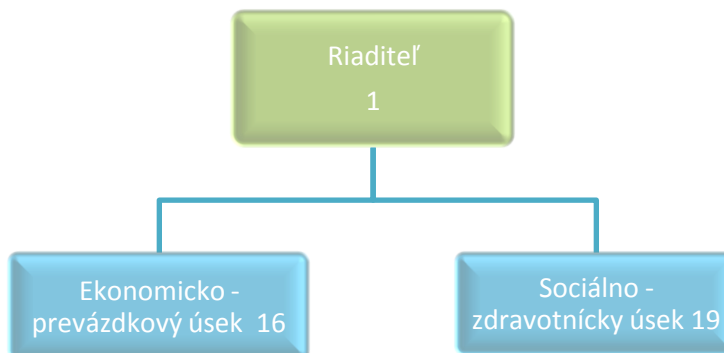 Riaditeľ
1
Ekonomicko -
prevázdkový úsek  16
Sociálno -
zdravotnícky úsek 19